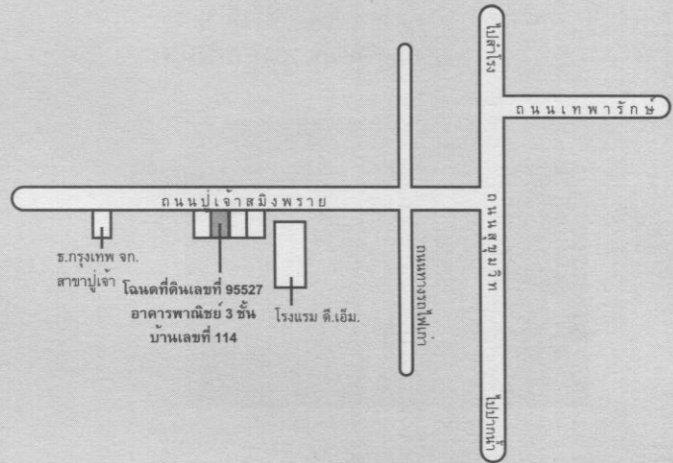 ไปสำโรง
ถนนเทพารักษ์
ถนนปู่เจ้าสมิงพราย
ถนนสุขุมวิท
ถนนทางรถไฟเก่า
ธ.กรุงเทพ จก.
สาขาปู่เจ้า
โฉนดที่ดินเลขที่ 95527
อาคารพาณิชย์ 3 ชั้น
บ้านเลขที่ 114
โรงแรม ดี.เอ็ม.
ไปปากน้ำ